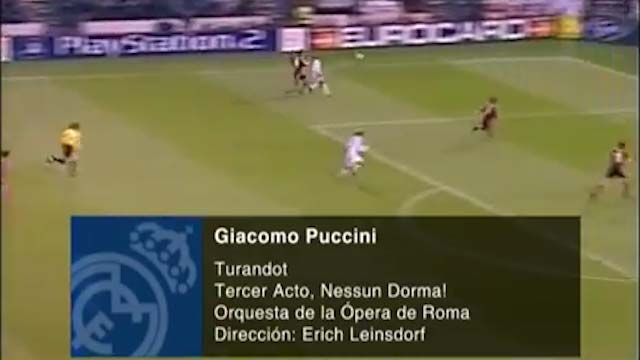 PlayStation 2
EUROCARD
Giacomo Puccini
Turandot
Tercer Acto, Nessun Dorma!
Orquesta de la Ópera de Roma
Dirección: Erich Leinsdorf